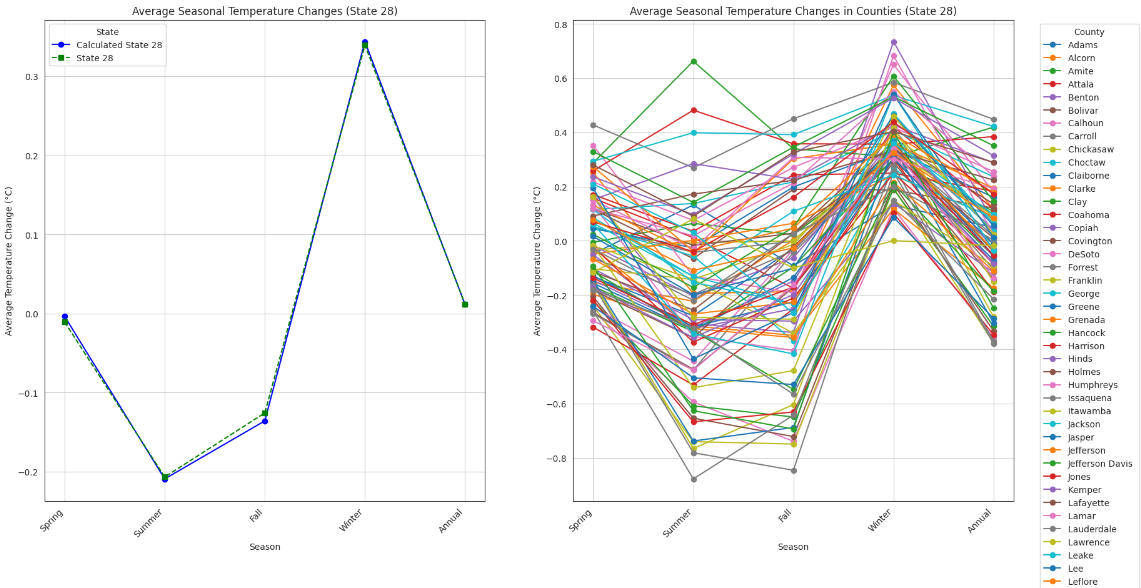 Average Seasonal Temperature Changes (State 28)
State
Calculated State 28
State 28
0.3
0.2
0.1
0.0
−0.1
−0.2
Average Temperature Change (°C)
Spring
Summer
Fall
Winter
Annual
Season
Average Seasonal Temperature Changes in Counties (State 28)
0.8
0.6
0.4
0.2
0.0
−0.2
−0.4
−0.6
−0.8
Average Temperature Change (°C)
Spring
Summer
Fall
Winter
Annual
Season
County
Adams
Alcorn
Amite
Attala
Benton
Bolivar
Calhoun
Carroll
Chickasaw
Choctaw
Claiborne
Clarke
Clay
Coahoma
Copiah
Covington
DeSoto
Forrest
Franklin
George
Greene
Grenada
Hancock
Harrison
Hinds
Holmes
Humphreys
Issaquena
Itawamba
Jackson
Jasper
Jefferson
Jefferson Davis
Jones
Kemper
Lafayette
Lamar
Lauderdale
Lawrence
Leake
Lee
Leflore